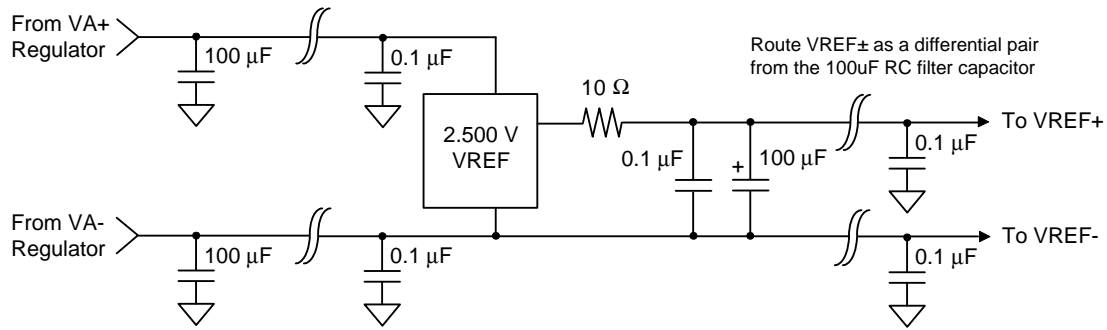 From VA+
Regulator
100 µF
0.1 µF
Route VREF± as a differential pair
from the 100uF RC filter capacitor
10 Ω
2.500 V
VREF
0.1 µF
+
100 µF
0.1 µF
To VREF+
From VA-
Regulator
100 µF
0.1 µF
0.1 µF
To VREF-